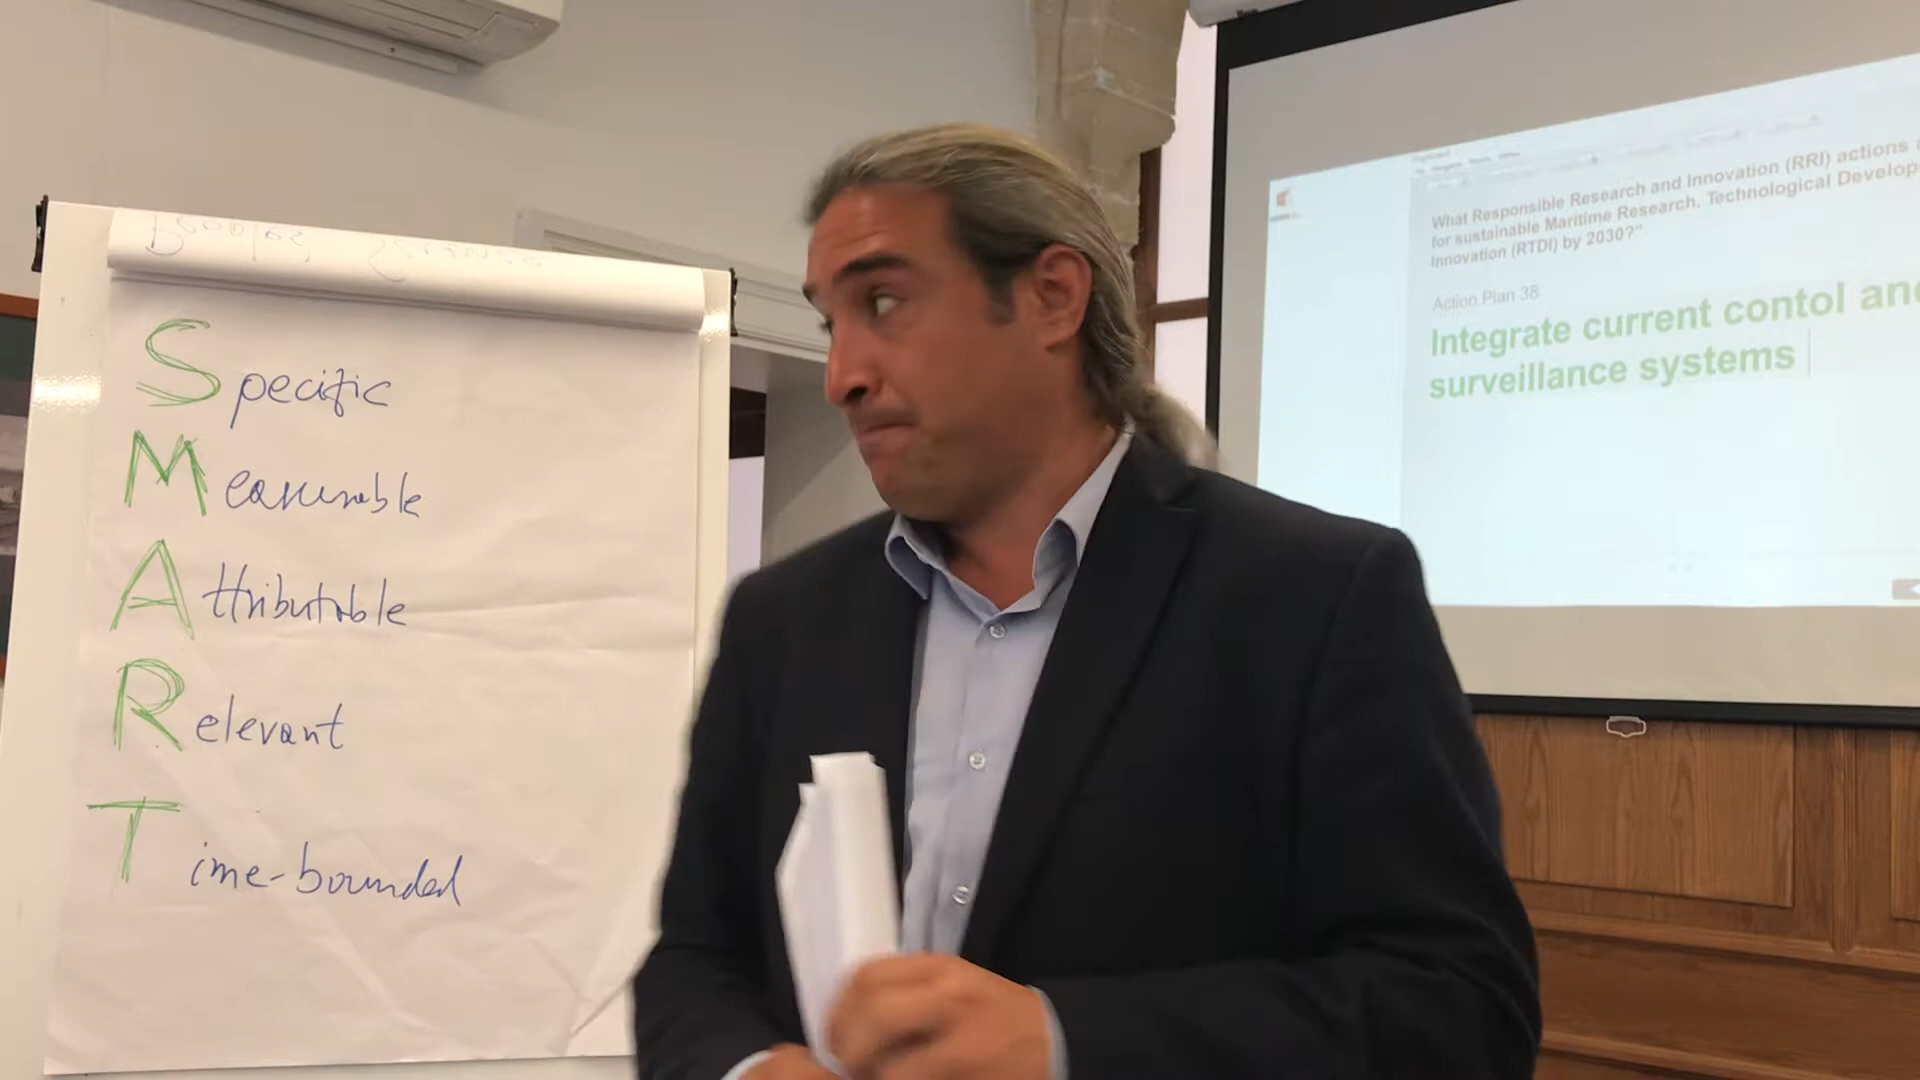 Specific
Measurable
Attributable
Relevant
Time-bounded
What Responsible Research and Innovation (RRI) actions
for sustainable Maritime Research, Technological Develop
Innovation (RTDI) by 2030?"
Action Plan 38
Integrate current contol and
surveillance systems